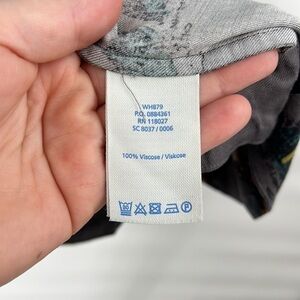 WH879
P.O. 0884361
RN 118027
SC 8037 / 0006
100% Viscose / Viskose